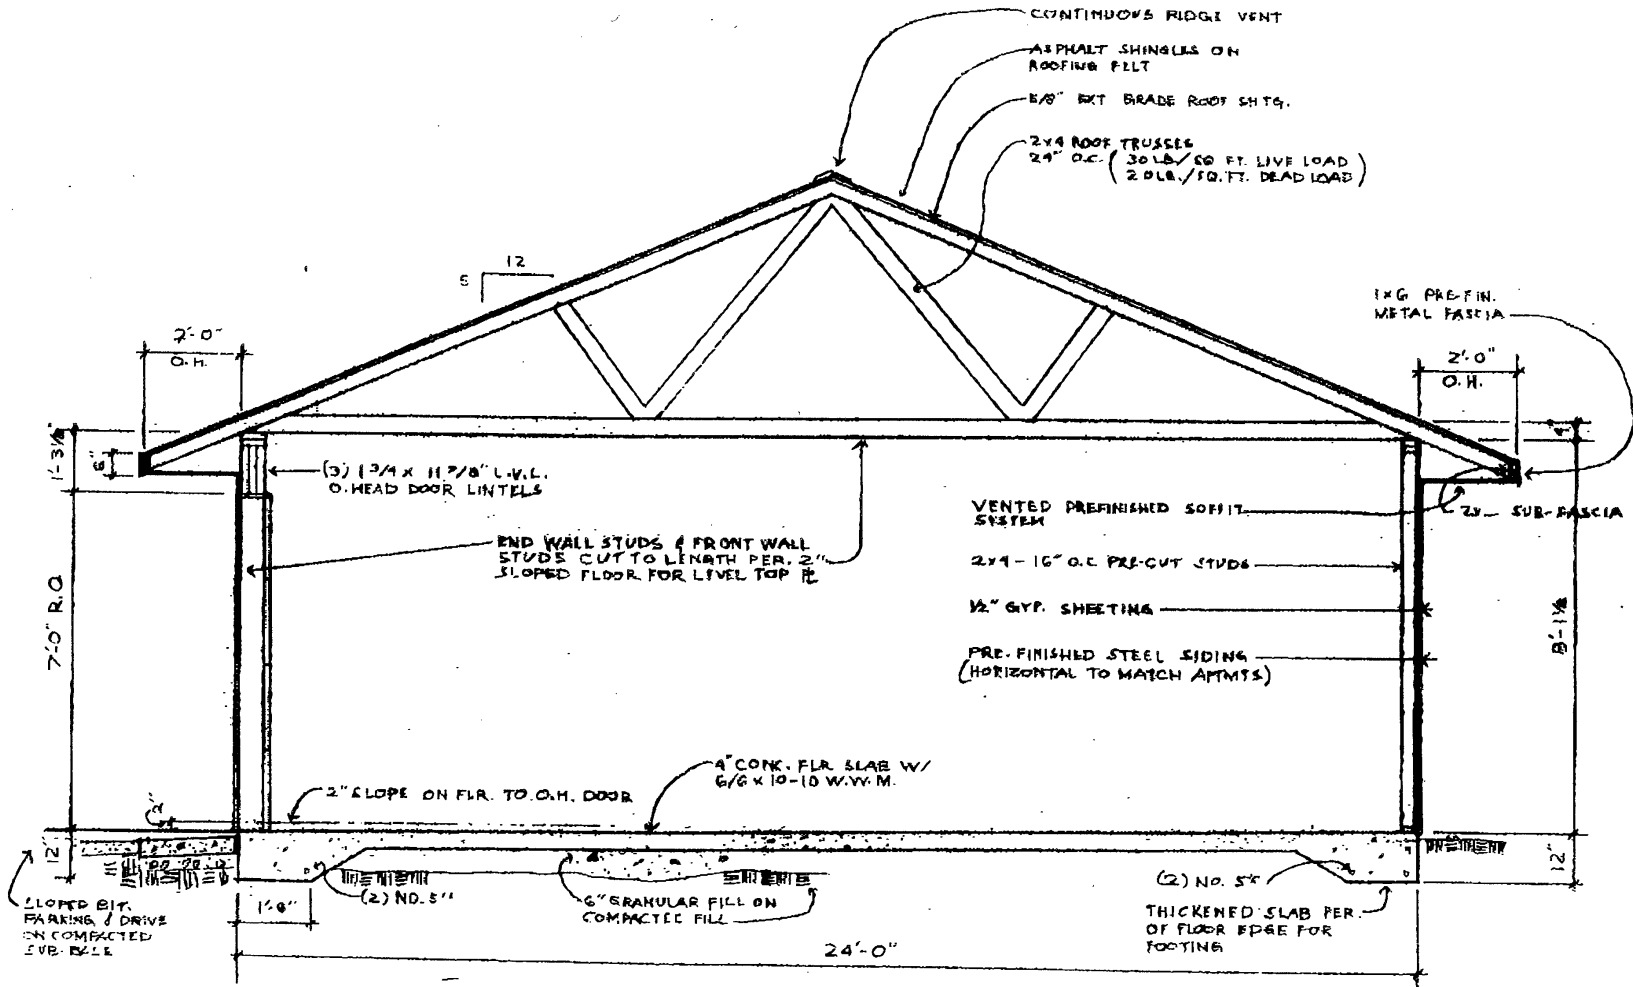 CONTINUOUS RIDGE VENT
ASPHALT SHINGLES ON
ROOFING FELT
5/8" EXT GRADE ROOF SHTG.
2x4 ROOF TRUSSES
24" O.C. (30 LB/SQ FT. LIVE LOAD
20 LB./SQ. FT. DEAD LOAD)
12
5
1x6 PRE-FIN.
METAL FASCIA
2'-0"
O.H.
2'-0"
O.H.
4"
1'-3 1/2"
6"
(3) 1 3/4 x 11 7/8" L.V.L.
O.HEAD DOOR LINTELS
VENTED PREFINISHED SOFFIT
SYSTEM
2x SUB-FASCIA
END WALL STUDS & FRONT WALL
STUDS CUT TO LENGTH PER. 2"
SLOPED FLOOR FOR LEVEL TOP PL
2x4 - 16" O.C. PRE-CUT STUDS
1/2" GYP. SHEETING
7'-0" R.O.
8'-1 1/2"
PRE-FINISHED STEEL SIDING
(HORIZONTAL TO MATCH APTMTS)
4" CONC. FLR SLAB W/
6/6 x 10-10 W.W.M.
2" SLOPE ON FLR. TO O.H. DOOR
2"
12"
12"
(2) NO. 5's
6" GRANULAR FILL ON
COMPACTED FILL
(2) NO. 5's
SLOPED BIT.
PARKING & DRIVE
ON COMPACTED
SUB-BASE
1'-8"
THICKENED SLAB PER.
OF FLOOR EDGE FOR
FOOTING
24'-0"